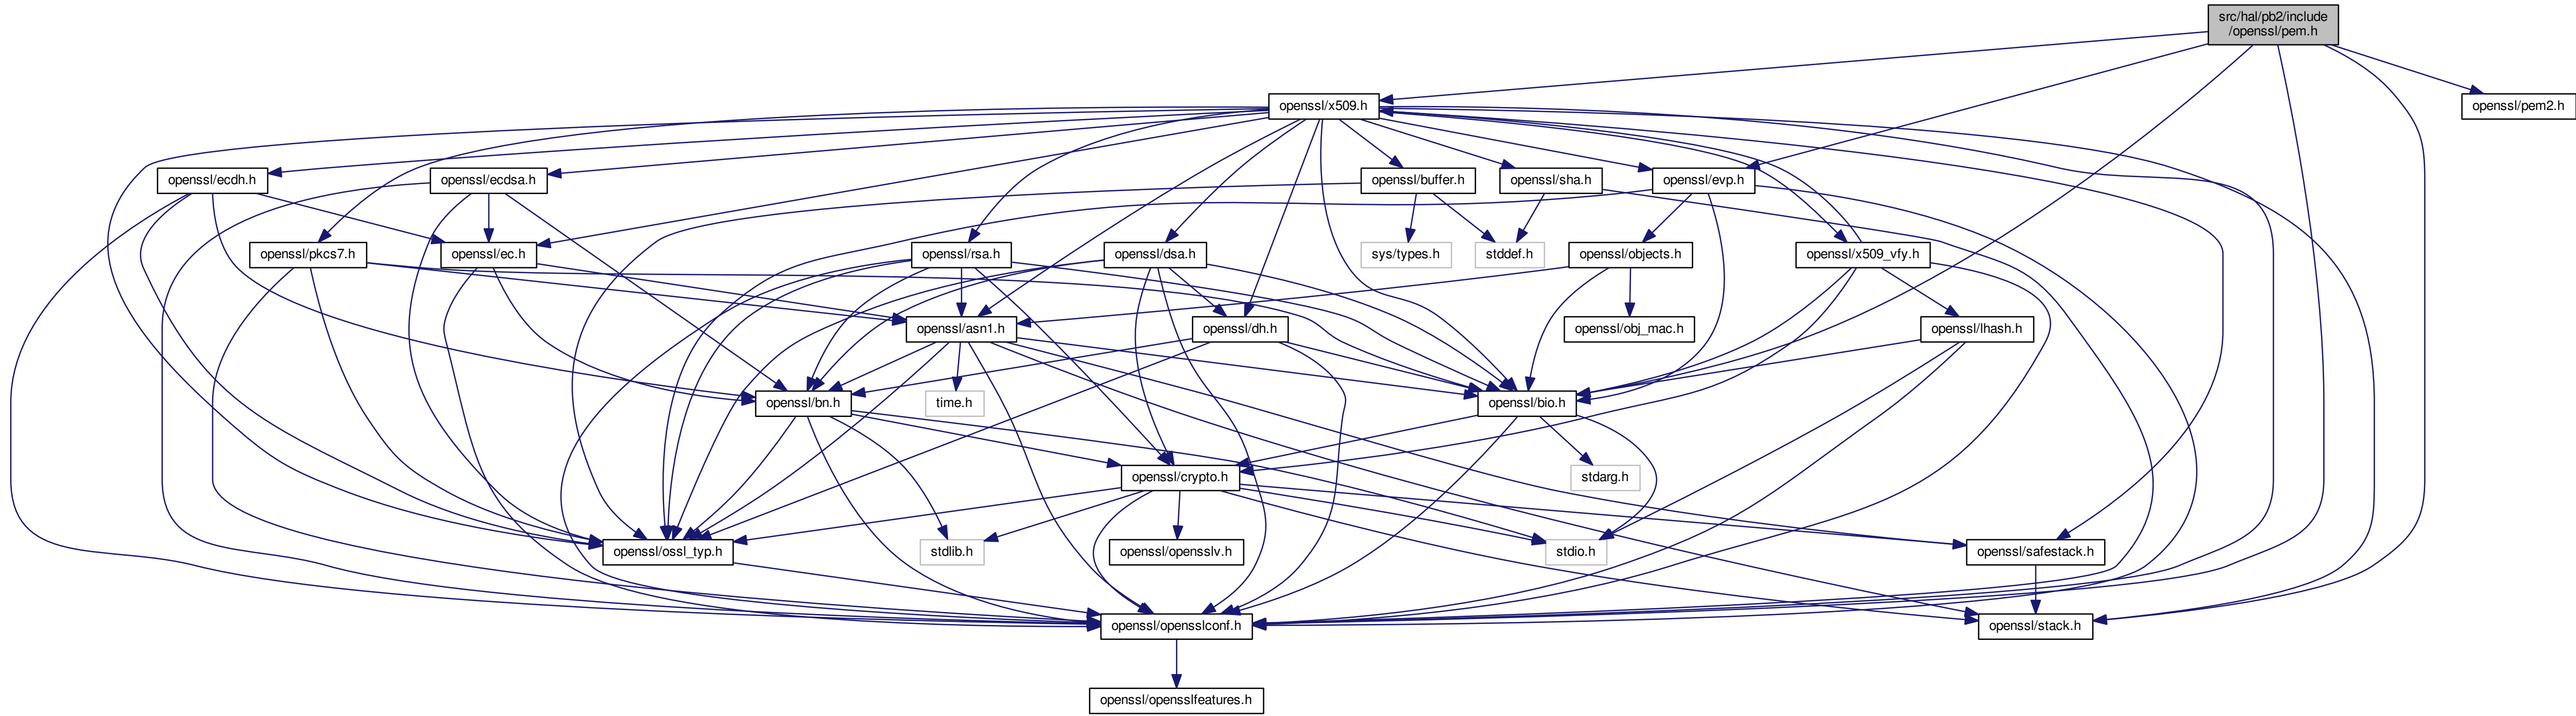 src/hal/pb2/include
/openssl/pem.h
openssl/x509.h
openssl/pem2.h
openssl/ecdh.h
openssl/ecdsa.h
openssl/buffer.h
openssl/sha.h
openssl/evp.h
openssl/pkcs7.h
openssl/ec.h
openssl/rsa.h
openssl/dsa.h
sys/types.h
stddef.h
openssl/objects.h
openssl/x509_vfy.h
openssl/asn1.h
openssl/dh.h
openssl/obj_mac.h
openssl/lhash.h
openssl/bn.h
time.h
openssl/bio.h
openssl/crypto.h
stdarg.h
openssl/ossl_typ.h
stdlib.h
openssl/opensslv.h
stdio.h
openssl/safestack.h
openssl/opensslconf.h
openssl/stack.h
openssl/opensslfeatures.h